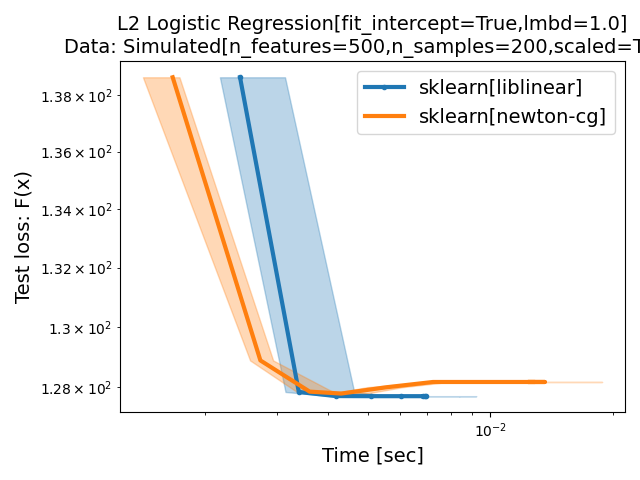 L2 Logistic Regression[fit_intercept=True,lmbd=1.0]
Data: Simulated[n_features=500,n_samples=200,scaled=T
sklearn[liblinear]
sklearn[newton-cg]
Test loss: F(x)
1.38 × 10²
1.36 × 10²
1.34 × 10²
1.32 × 10²
1.3 × 10²
1.28 × 10²
10⁻²
Time [sec]